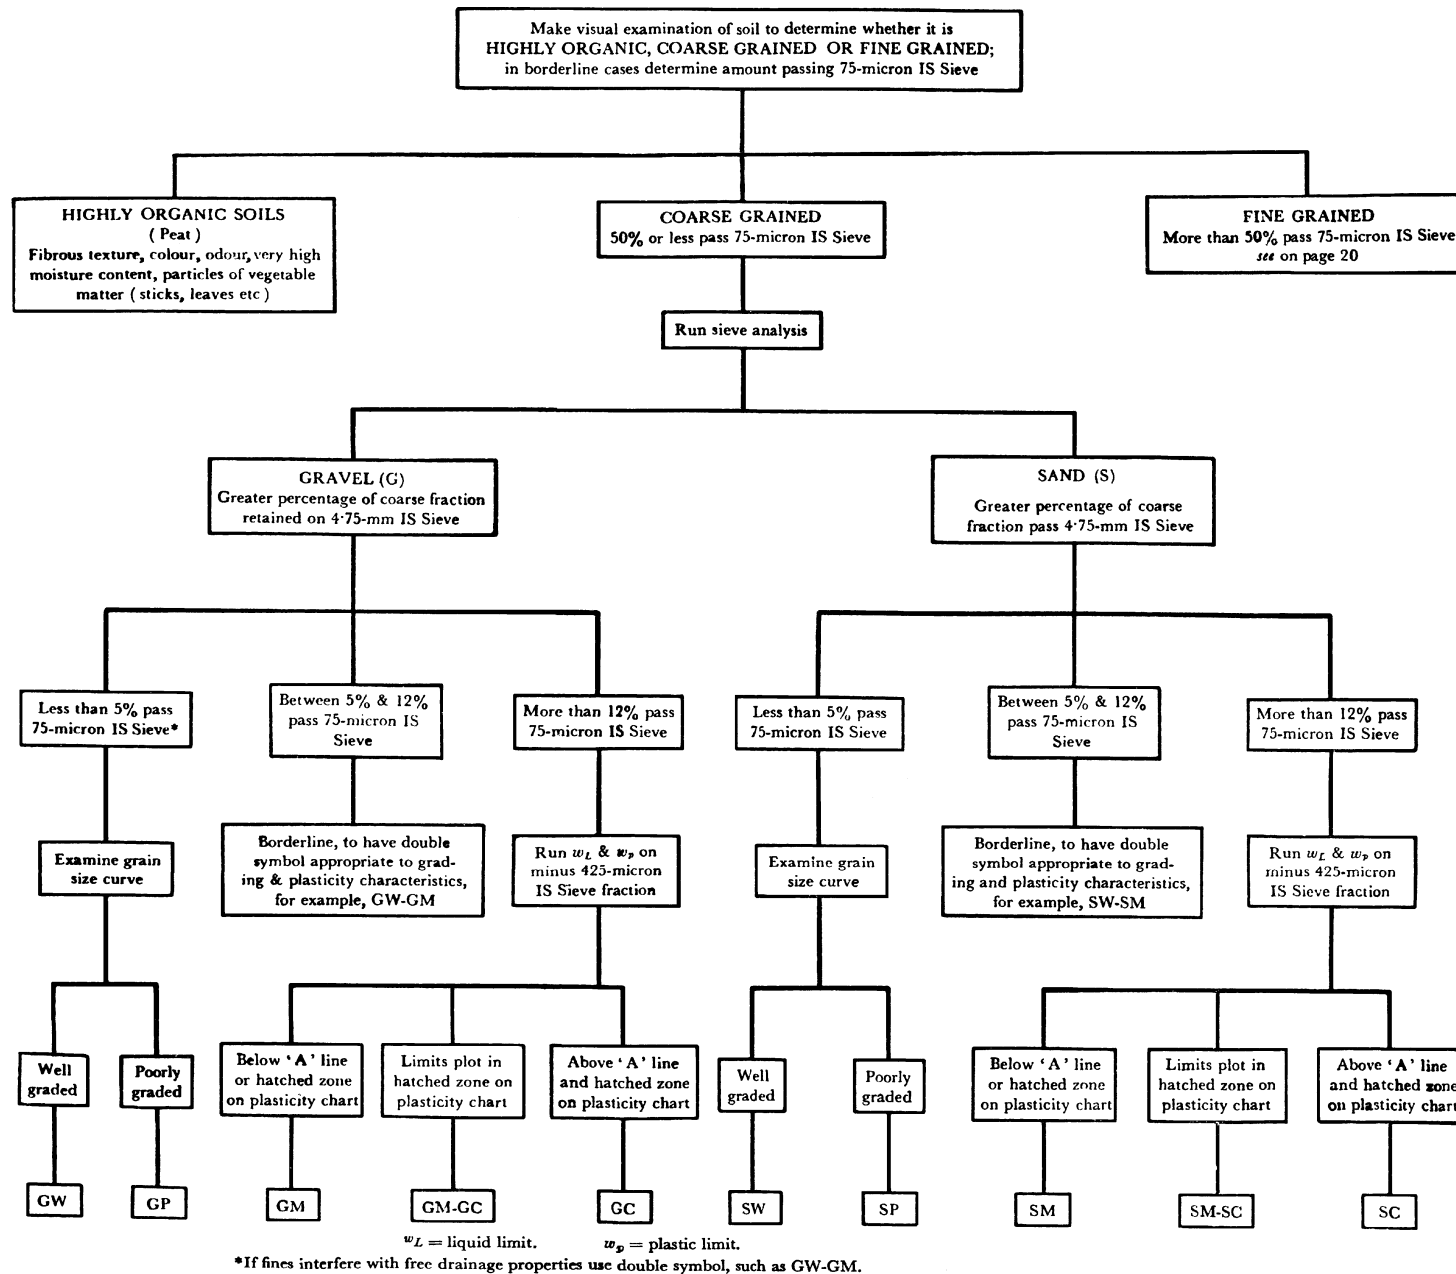 Make visual examination of soil to determine whether it is
HIGHLY ORGANIC, COARSE GRAINED OR FINE GRAINED;
in borderline cases determine amount passing 75-micron IS Sieve
HIGHLY ORGANIC SOILS
( Peat )
Fibrous texture, colour, odour, very high
moisture content, particles of vegetable
matter ( sticks, leaves etc )
COARSE GRAINED
50% or less pass 75-micron IS Sieve
FINE GRAINED
More than 50% pass 75-micron IS Sieve
see on page 20
Run sieve analysis
GRAVEL (G)
Greater percentage of coarse fraction
retained on 4·75-mm IS Sieve
SAND (S)
Greater percentage of coarse
fraction pass 4·75-mm IS Sieve
Less than 5% pass
75-micron IS Sieve*
Between 5% & 12%
pass 75-micron IS
Sieve
More than 12% pass
75-micron IS Sieve
Less than 5% pass
75-micron IS Sieve
Between 5% & 12%
pass 75-micron IS
Sieve
More than 12% pass
75-micron IS Sieve
Examine grain
size curve
Borderline, to have double
symbol appropriate to grad-
ing & plasticity characteristics,
for example, GW-GM
Run wL & wp on
minus 425-micron
IS Sieve fraction
Examine grain
size curve
Borderline, to have double
symbol appropriate to grad-
ing and plasticity characteristics,
for example, SW-SM
Run wL & wp on
minus 425-micron
IS Sieve fraction
Well
graded
Poorly
graded
Below ‘A’ line
or hatched zone
on plasticity chart
Limits plot in
hatched zone on
plasticity chart
Above ‘A’ line
and hatched zone
on plasticity chart
Well
graded
Poorly
graded
Below ‘A’ line
or hatched zone
on plasticity chart
Limits plot in
hatched zone on
plasticity chart
Above ‘A’ line
and hatched zone
on plasticity chart
GW
GP
GM
GM-GC
GC
SW
SP
SM
SM-SC
SC
wL = liquid limit. wp = plastic limit.
*If fines interfere with free drainage properties use double symbol, such as GW-GM.